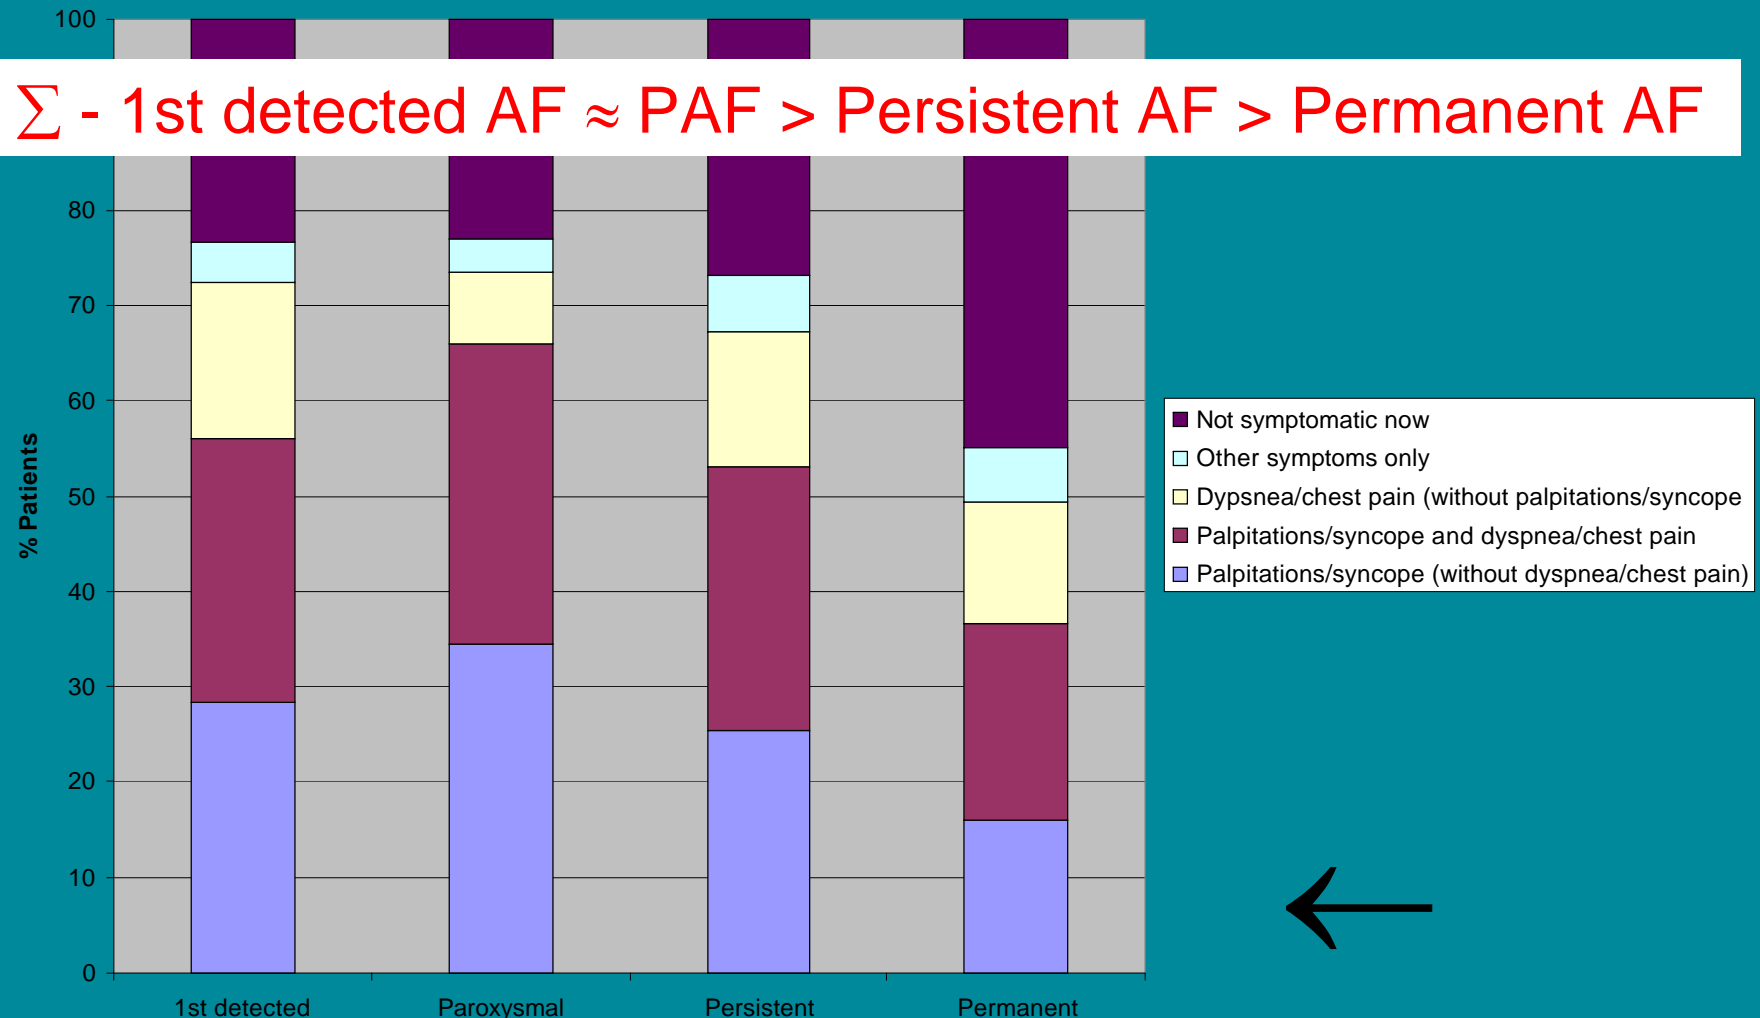 100
∑ - 1st detected AF ≈ PAF > Persistent AF > Permanent AF
80
70
60
50
40
30
20
10
0
% Patients
1st detected
Paroxysmal
Persistent
Permanent
Not symptomatic now
Other symptoms only
Dypsnea/chest pain (without palpitations/syncope
Palpitations/syncope and dyspnea/chest pain
Palpitations/syncope (without dyspnea/chest pain)
←